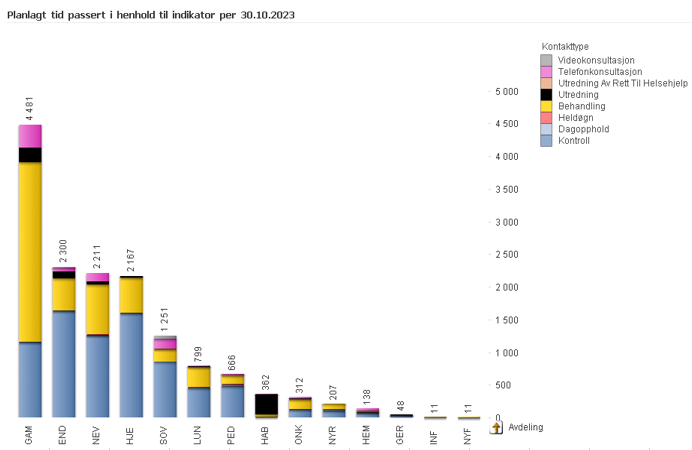 Planlagt tid passert i henhold til indikator per 30.10.2023
Kontakttype
Videokonsultasjon
Telefonkonsultasjon
Utredning Av Rett Til Helsehjelp
Utredning
Behandling
Heldøgn
Dagopphold
Kontroll
4 481
2 300
2 211
2 167
1 251
799
666
362
312
207
138
48
11
11
5 000
4 500
4 000
3 500
3 000
2 500
2 000
1 500
1 000
500
0
GAM
END
NEV
HJE
SOV
LUN
PED
HAB
ONK
NYR
HEM
GER
INF
NYF
Avdeling